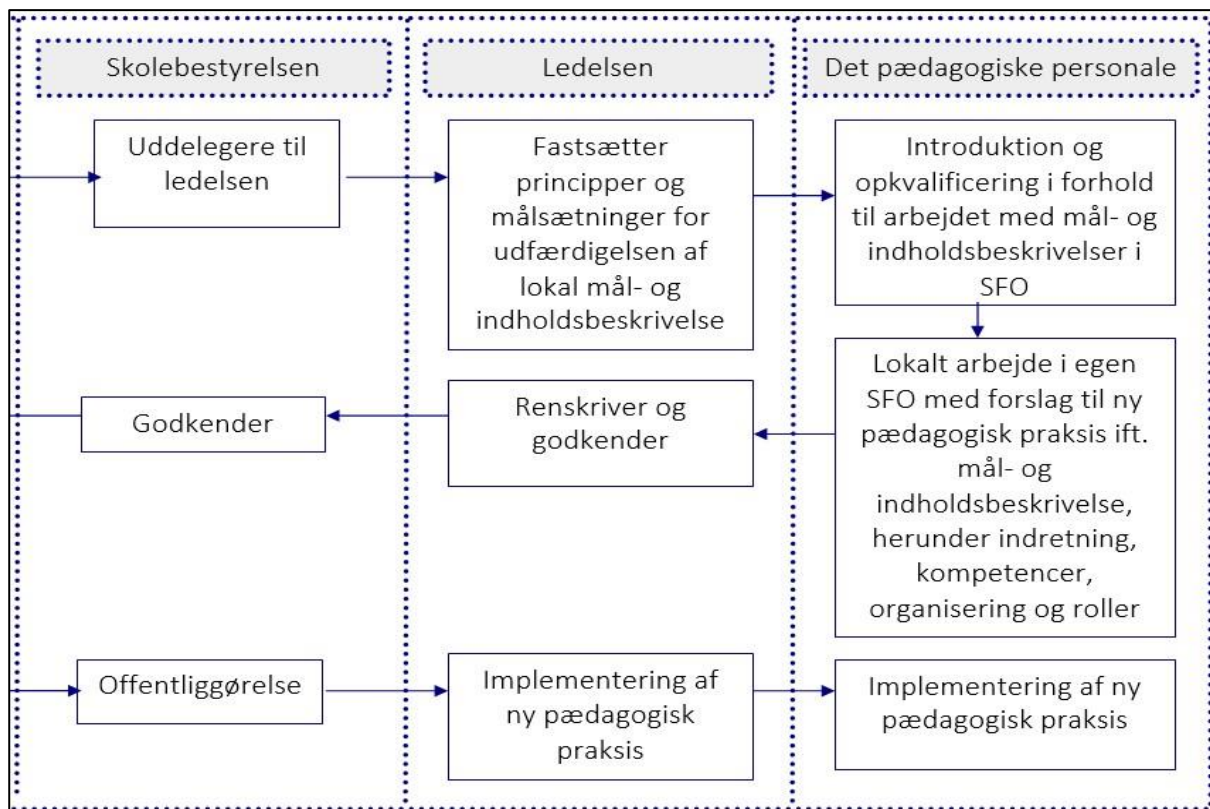 Skolebestyrelsen
Ledelsen
Det pædagogiske personale
Uddelegere til
ledelsen
Fastsætter
principper og
målsætninger for
udfærdigelsen af
lokal mål- og
indholdsbeskrivelse
Introduktion og
opkvalificering i forhold
til arbejdet med mål- og
indholdsbeskrivelser i
SFO
Godkender
Renskriver og
godkender
Lokalt arbejde i egen
SFO med forslag til ny
pædagogisk praksis ift.
mål- og
indholdsbeskrivelse,
herunder indretning,
kompetencer,
organisering og roller
Offentliggørelse
Implementering af
ny pædagogisk
praksis
Implementering af ny
pædagogisk praksis